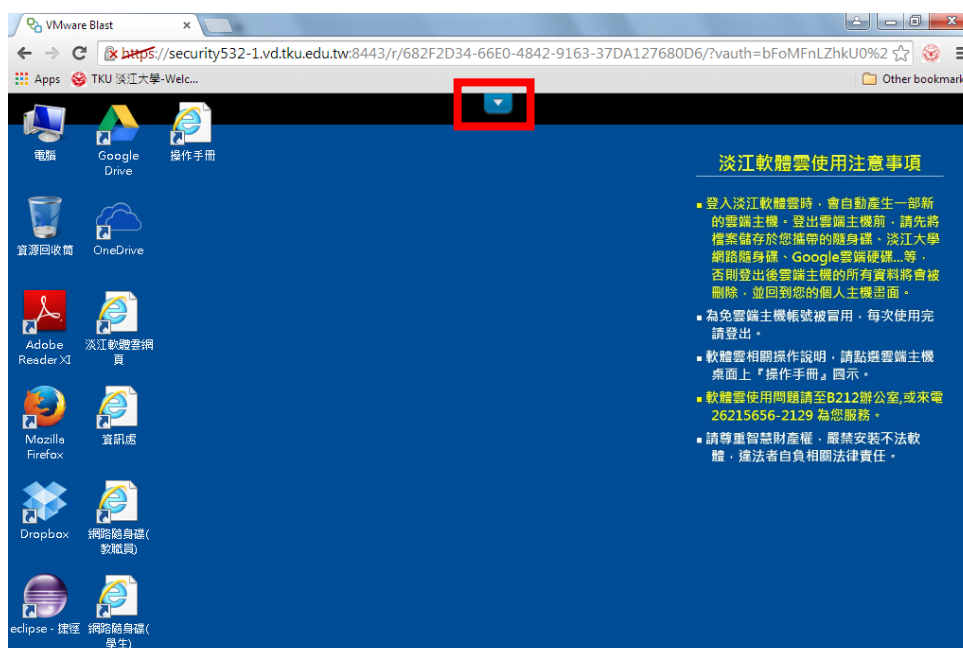 VMware Blast
https://security532-1.vd.tku.edu.tw:8443/r/682F2D34-66E0-4842-9163-37DA127680D6/?vauth=bFoMFnLZhkU0%2
Apps TKU 淡江大學-Welc... Other bookmark
電腦
Google
Drive
操作手冊
資源回收筒
OneDrive
Adobe
Reader XI
淡江軟體雲網
頁
Mozilla
Firefox
資訊處
Dropbox
網路隨身碟(
教職員)
eclipse - 捷徑
網路隨身碟(
學生)
淡江軟體雲使用注意事項
登入淡江軟體雲時，會自動產生一部新
的雲端主機。登出雲端主機前，請先將
檔案儲存於您攜帶的隨身碟、淡江大學
網路隨身碟、Google雲端硬碟...等，
否則登出後雲端主機的所有資料將會被
刪除，並回到您的個人主機畫面。
為免雲端主機帳號被冒用，每次使用完
請登出。
軟體雲相關操作說明，請點選雲端主機
桌面上『操作手冊』圖示。
軟體雲使用問題請至B212辦公室,或來電
26215656-2129 為您服務。
請尊重智慧財產權，嚴禁安裝不法軟
體，違法者自負相關法律責任。